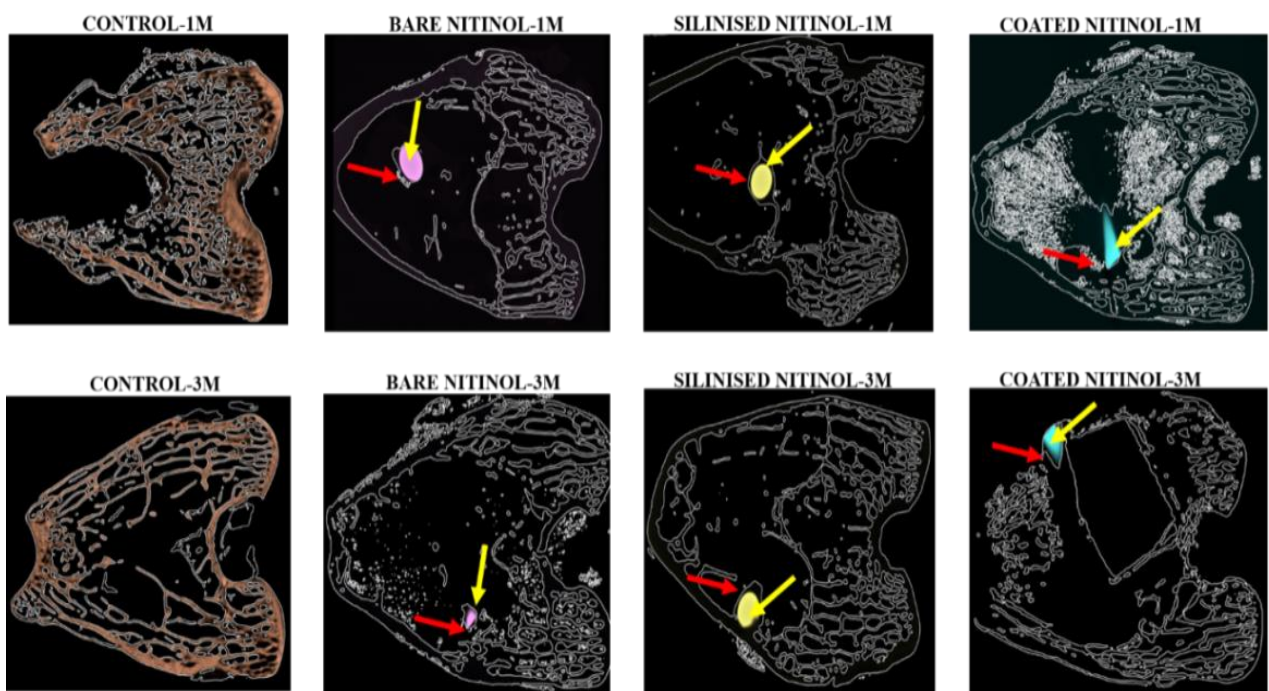 CONTROL-1M
BARE NITINOL-1M
SILINISED NITINOL-1M
COATED NITINOL-1M
CONTROL-3M
BARE NITINOL-3M
SILINISED NITINOL-3M
COATED NITINOL-3M